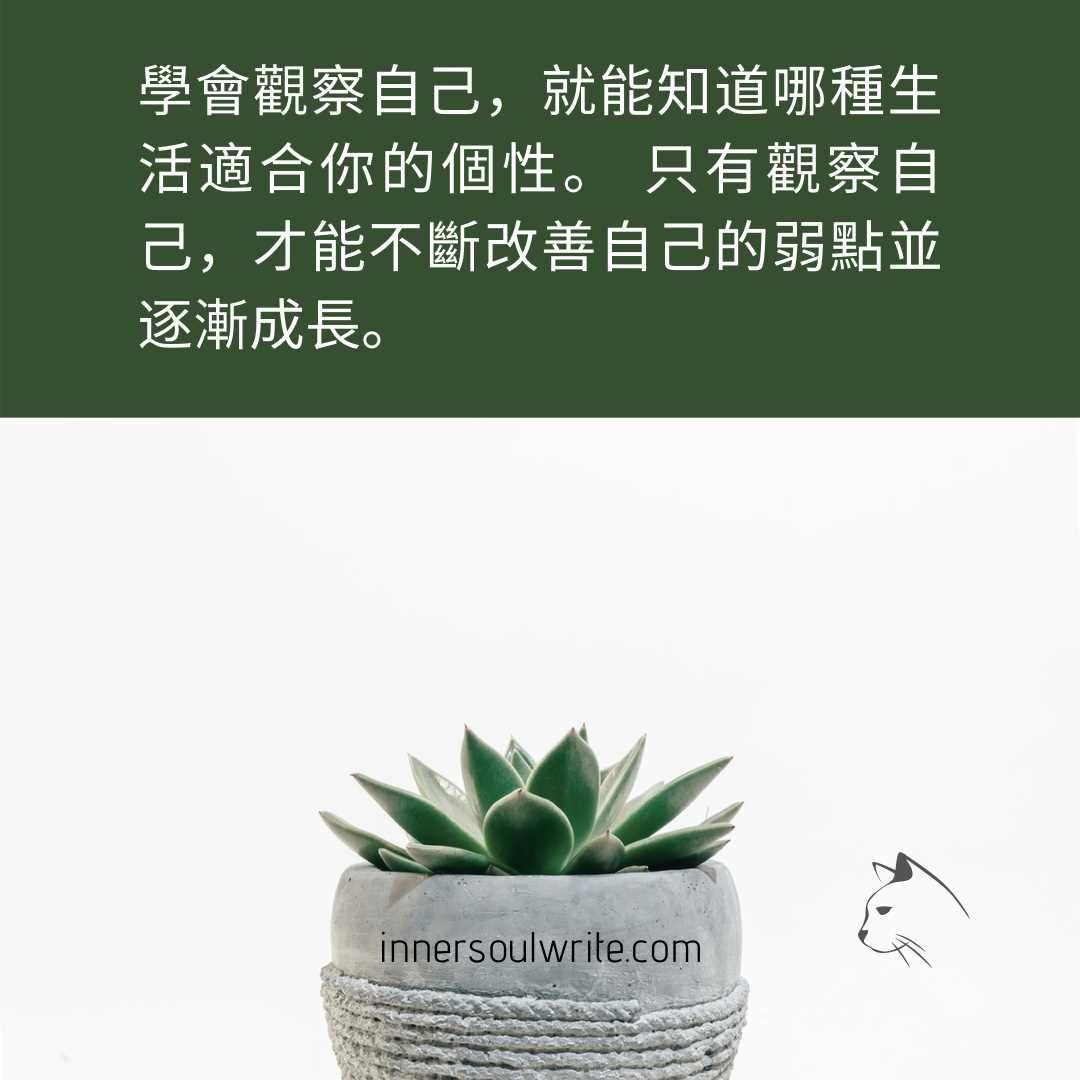 學會觀察自己，就能知道哪種生
活適合你的個性。 只有觀察自
己，才能不斷改善自己的弱點並
逐漸成長。
innersoulwrite.com